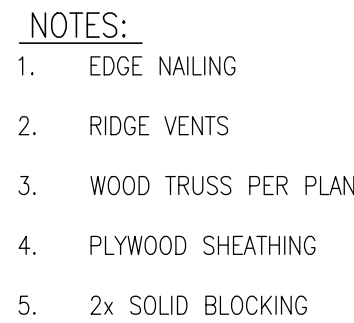 NOTES:
1. EDGE NAILING
2. RIDGE VENTS
3. WOOD TRUSS PER PLAN
4. PLYWOOD SHEATHING
5. 2x SOLID BLOCKING